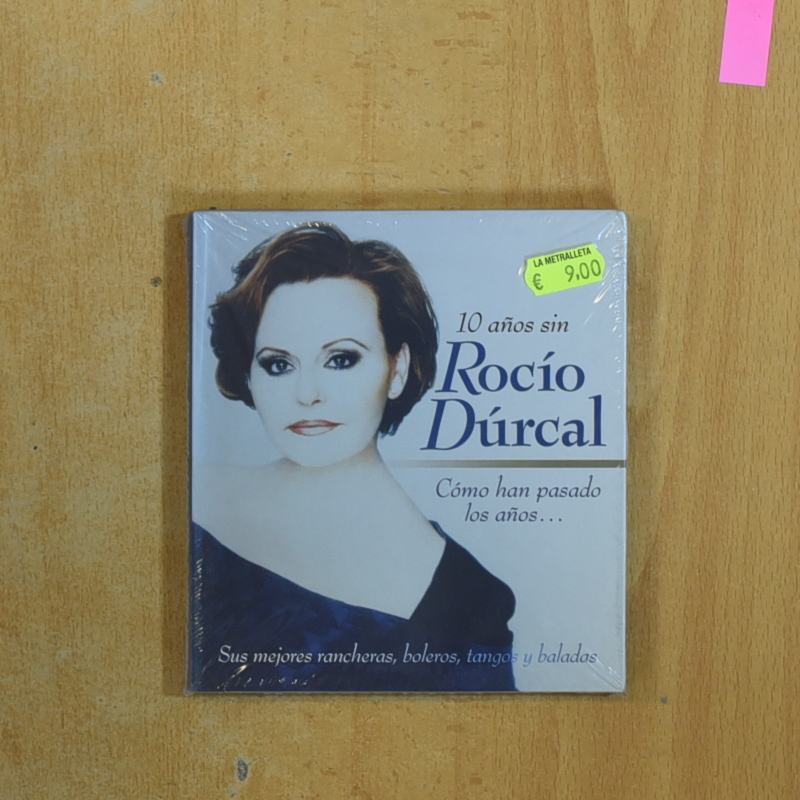 LA METRALLETA
€ 9,00
10 años sin
Rocío
Dúrcal
Cómo han pasado
los años...
Sus mejores rancheras, boleros, tangos y baladas